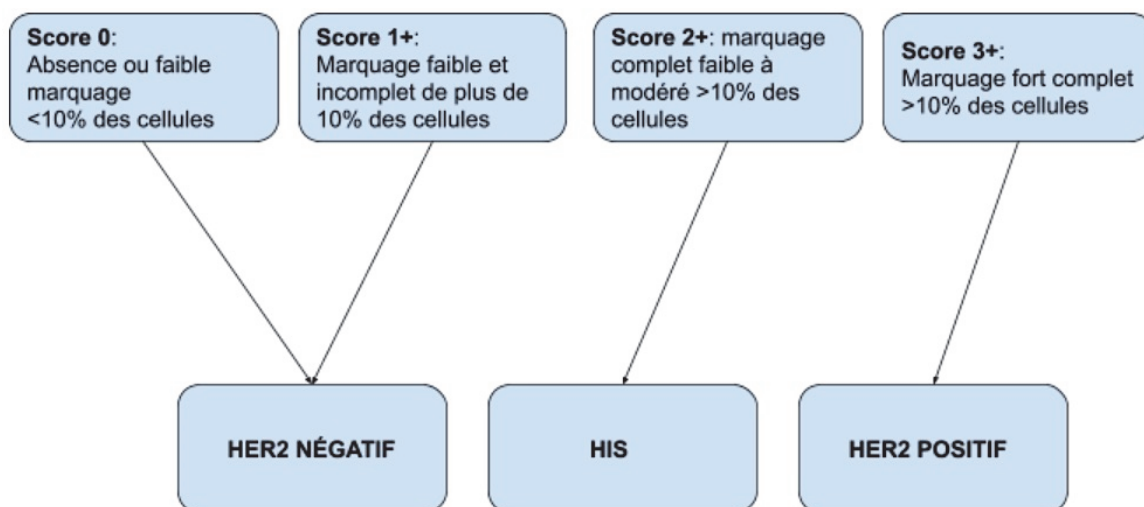 Score 0:
Absence ou faible
marquage
<10% des cellules
Score 1+:
Marquage faible et
incomplet de plus de
10% des cellules
Score 2+: marquage
complet faible à
modéré >10% des
cellules
Score 3+:
Marquage fort complet
>10% des cellules
HER2 NÉGATIF
HIS
HER2 POSITIF